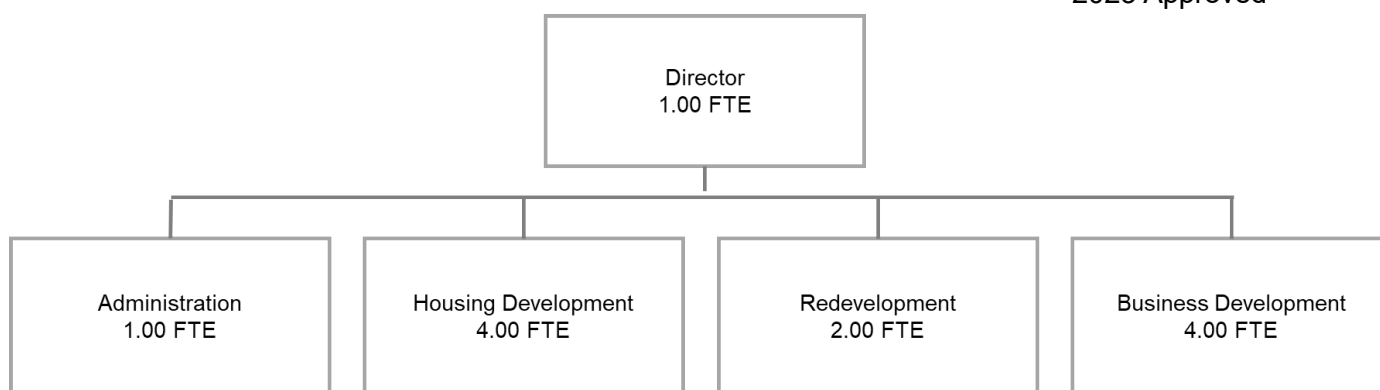 Approved
Director
1.00 FTE
Administration
1.00 FTE
Housing Development
4.00 FTE
Redevelopment
2.00 FTE
Business Development
4.00 FTE